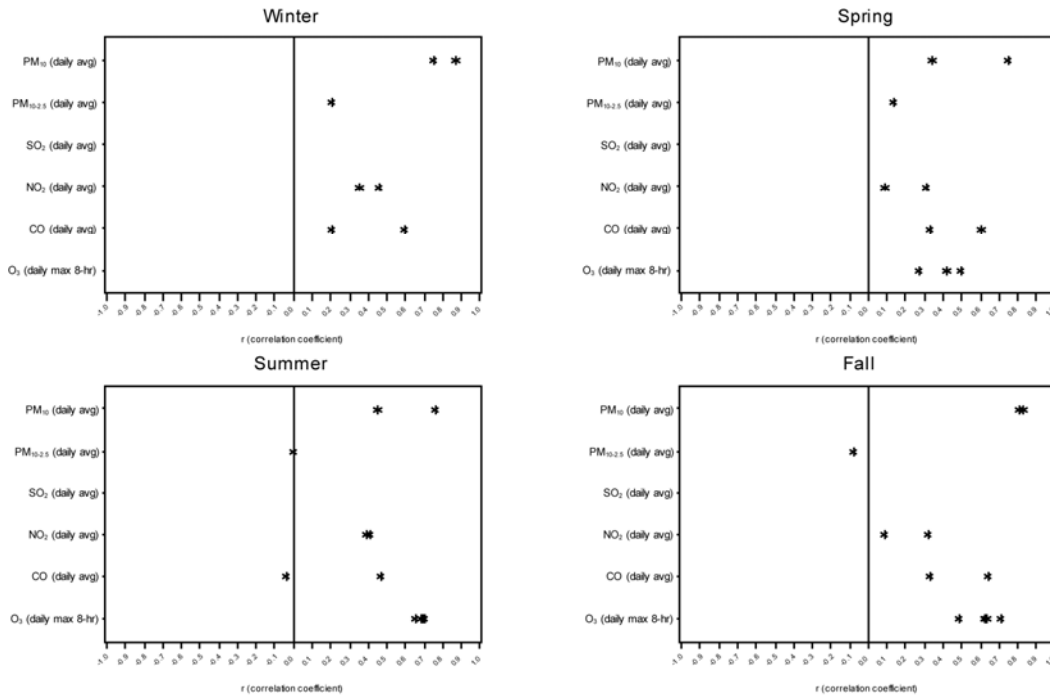 Winter
PM10 (daily avg)
PM10-2.5 (daily avg)
SO2 (daily avg)
NO2 (daily avg)
CO (daily avg)
O3 (daily max 8-hr)
-1.0 -0.9 -0.8 -0.7 -0.6 -0.5 -0.4 -0.3 -0.2 -0.1 0.0 0.1 0.2 0.3 0.4 0.5 0.6 0.7 0.8 0.9 1.0
r (correlation coefficient)
Spring
PM10 (daily avg)
PM10-2.5 (daily avg)
SO2 (daily avg)
NO2 (daily avg)
CO (daily avg)
O3 (daily max 8-hr)
-1.0 -0.9 -0.8 -0.7 -0.6 -0.5 -0.4 -0.3 -0.2 -0.1 0.0 0.1 0.2 0.3 0.4 0.5 0.6 0.7 0.8 0.9 1.0
r (correlation coefficient)
Summer
PM10 (daily avg)
PM10-2.5 (daily avg)
SO2 (daily avg)
NO2 (daily avg)
CO (daily avg)
O3 (daily max 8-hr)
-1.0 -0.9 -0.8 -0.7 -0.6 -0.5 -0.4 -0.3 -0.2 -0.1 0.0 0.1 0.2 0.3 0.4 0.5 0.6 0.7 0.8 0.9 1.0
r (correlation coefficient)
Fall
PM10 (daily avg)
PM10-2.5 (daily avg)
SO2 (daily avg)
NO2 (daily avg)
CO (daily avg)
O3 (daily max 8-hr)
-1.0 -0.9 -0.8 -0.7 -0.6 -0.5 -0.4 -0.3 -0.2 -0.1 0.0 0.1 0.2 0.3 0.4 0.5 0.6 0.7 0.8 0.9 1.0
r (correlation coefficient)